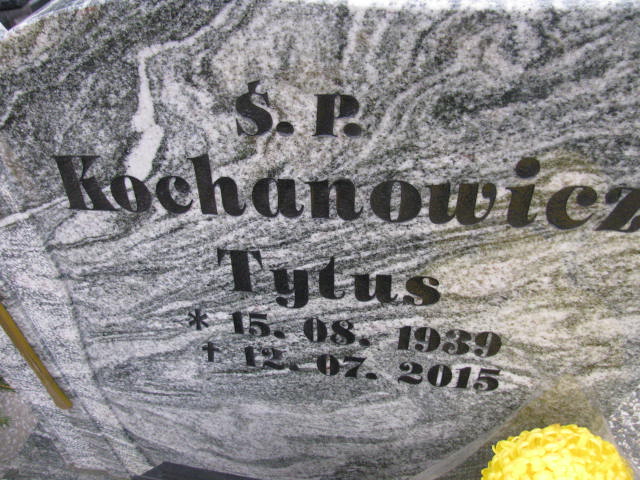 Ś. P.
Kochanowicz
Tytus
* 15. 08. 1939
† 12. 07. 2015